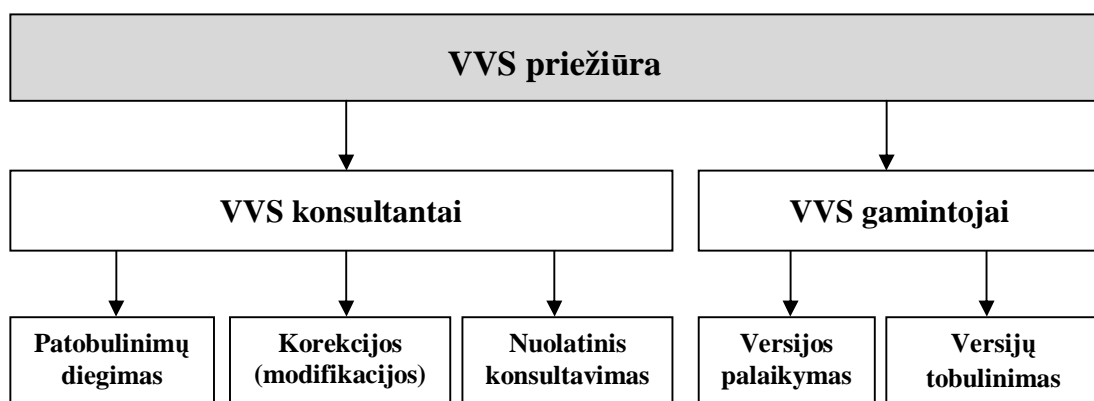 VVS priežiūra
VVS konsultantai
VVS gamintojai
Patobulinimų
diegimas
Korekcijos
(modifikacijos)
Nuolatinis
konsultavimas
Versijos
palaikymas
Versijų
tobulinimas